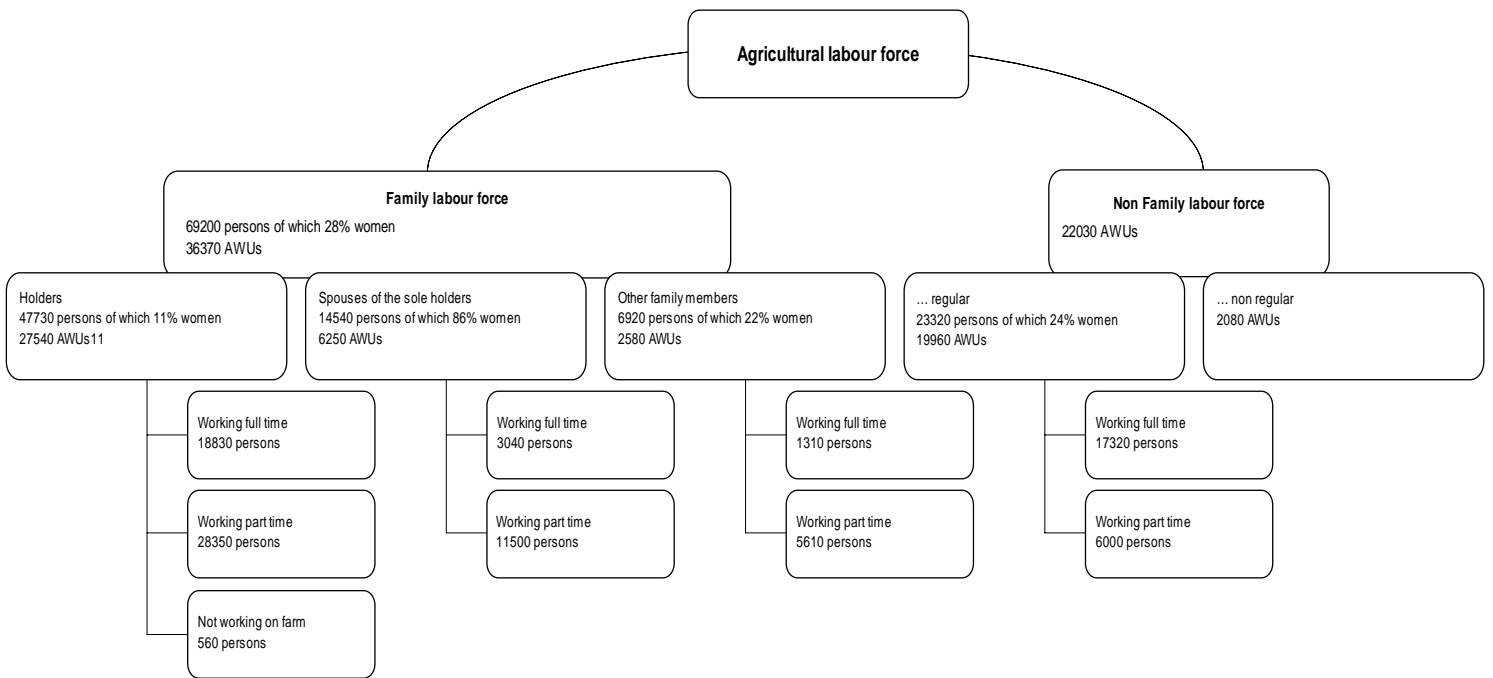 Agricultural labour force
Family labour force
69200 persons of which 28% women
36370 AWUs
Non Family labour force
22030 AWUs
Holders
47730 persons of which 11% women
27540 AWUs11
Spouses of the sole holders
14540 persons of which 86% women
6250 AWUs
Other family members
6920 persons of which 22% women
2580 AWUs
... regular
23320 persons of which 24% women
19960 AWUs
... non regular
2080 AWUs
Working full time
18830 persons
Working part time
28350 persons
Not working on farm
560 persons
Working full time
3040 persons
Working part time
11500 persons
Working full time
1310 persons
Working part time
5610 persons
Working full time
17320 persons
Working part time
6000 persons